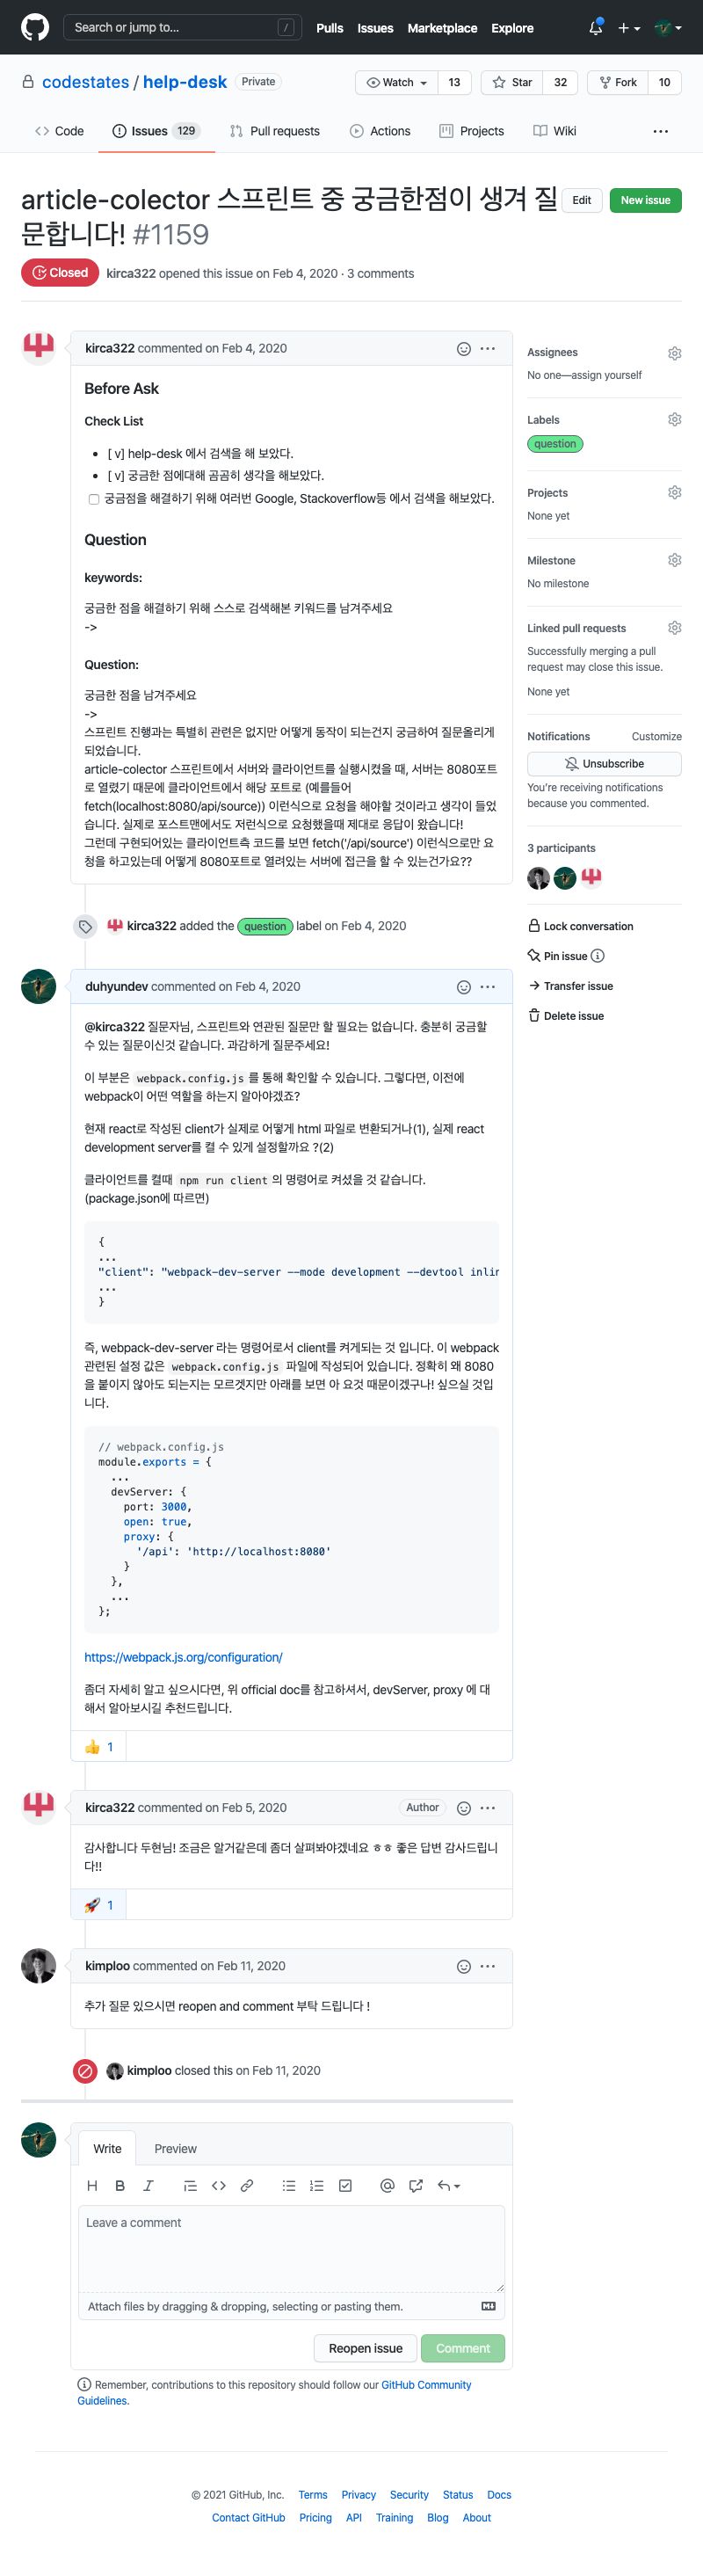 Search or jump to...
/
Pulls
Issues
Marketplace
Explore
codestates / help-desk
Private
Watch
13
Star
32
Fork
10
Code
Issues
129
Pull requests
Actions
Projects
Wiki
article-colector 스프린트 중 궁금한점이 생겨 질
문합니다! #1159
Edit
New issue
Closed
kirca322 opened this issue on Feb 4, 2020 · 3 comments
kirca322 commented on Feb 4, 2020
Before Ask
Check List
[ v] help-desk 에서 검색을 해 보았다.
[ v] 궁금한 점에대해 곰곰히 생각을 해보았다.
궁금점을 해결하기 위해 여러번 Google, Stackoverflow등 에서 검색을 해보았다.
Question
keywords:
궁금한 점을 해결하기 위해 스스로 검색해본 키워드를 남겨주세요
->
Question:
궁금한 점을 남겨주세요
->
스프린트 진행과는 특별히 관련은 없지만 어떻게 동작이 되는건지 궁금하여 질문올리게
되었습니다.
article-colector 스프린트에서 서버와 클라이언트를 실행시켰을 때, 서버는 8080포트
로 열렸기 때문에 클라이언트에서 해당 포트로 (예를들어
fetch(localhost:8080/api/source)) 이런식으로 요청을 해야할 것이라고 생각이 들었
습니다. 실제로 포스트맨에서도 저런식으로 요청했을때 제대로 응답이 왔습니다!
그런데 구현되어있는 클라이언트측 코드를 보면 fetch('/api/source') 이런식으로만 요
청을 하고있는데 어떻게 8080포트로 열려있는 서버에 접근을 할 수 있는건가요??
Assignees
No one—assign yourself
Labels
question
Projects
None yet
Milestone
No milestone
Linked pull requests
Successfully merging a pull
request may close this issue.
None yet
Notifications
Customize
Unsubscribe
You're receiving notifications
because you commented.
3 participants
Lock conversation
Pin issue
Transfer issue
Delete issue
kirca322 added the question label on Feb 4, 2020
duhyundev commented on Feb 4, 2020
@kirca322 질문자님, 스프린트와 연관된 질문만 할 필요는 없습니다. 충분히 궁금할
수 있는 질문이신것 같습니다. 과감하게 질문주세요!
이 부분은 webpack.config.js 를 통해 확인할 수 있습니다. 그렇다면, 이전에
webpack이 어떤 역할을 하는지 알아야겠죠?
현재 react로 작성된 client가 실제로 어떻게 html 파일로 변환되거나(1), 실제 react
development server를 켤 수 있게 설정할까요 ?(2)
클라이언트를 켤때 npm run client 의 명령어로 켜셨을 것 같습니다.
(package.json에 따르면)
{
...
"client": "webpack-dev-server --mode development --devtool inlin
...
}
즉, webpack-dev-server 라는 명령어로서 client를 켜게되는 것 입니다. 이 webpack
관련된 설정 값은 webpack.config.js 파일에 작성되어 있습니다. 정확히 왜 8080
을 붙이지 않아도 되는지는 모르겟지만 아래를 보면 아 요것 때문이겠구나! 싶으실 것입
니다.
// webpack.config.js
module.exports = {
...
devServer: {
port: 3000,
open: true,
proxy: {
'/api': 'http://localhost:8080'
}
},
...
};
https://webpack.js.org/configuration/
좀더 자세히 알고 싶으시다면, 위 official doc를 참고하셔서, devServer, proxy 에 대
해서 알아보시길 추천드립니다.
👍 1
kirca322 commented on Feb 5, 2020
Author
감사합니다 두현님! 조금은 알거같은데 좀더 살펴봐야겠네요 ㅎㅎ 좋은 답변 감사드립니
다!!
🚀 1
kimploo commented on Feb 11, 2020
추가 질문 있으시면 reopen and comment 부탁 드립니다 !
kimploo closed this on Feb 11, 2020
Write
Preview
Leave a comment
Attach files by dragging & dropping, selecting or pasting them.
Reopen issue
Comment
Remember, contributions to this repository should follow our GitHub Community
Guidelines.
© 2021 GitHub, Inc.
Terms
Privacy
Security
Status
Docs
Contact GitHub
Pricing
API
Training
Blog
About